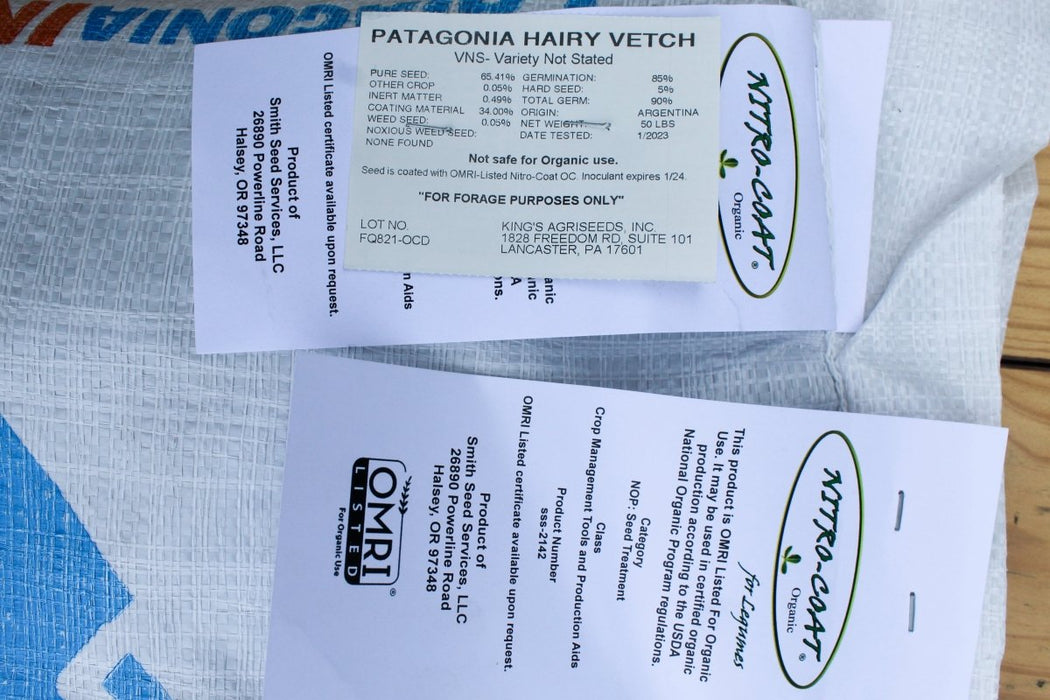 PATAGONIA
PATAGONIA HAIRY VETCH
VNS- Variety Not Stated
PURE SEED: 65.41% GERMINATION: 85%
OTHER CROP 0.05% HARD SEED: 5%
INERT MATTER 0.49% TOTAL GERM: 90%
COATING MATERIAL 34.00% ORIGIN: ARGENTINA
WEED SEED: 0.05% NET WEIGHT: 50 LBS
NOXIOUS WEED SEED: DATE TESTED: 1/2023
NONE FOUND
Not safe for Organic use.
Seed is coated with OMRI-Listed Nitro-Coat OC. Inoculant expires 1/24.
"FOR FORAGE PURPOSES ONLY"
LOT NO. KING'S AGRISEEDS, INC.
FQ821-OCD 1828 FREEDOM RD, SUITE 101
LANCASTER, PA 17601
NITRO-COAT®
Organic
anic
nic
A
ns.
n Aids
OMRI Listed certificate available upon request.
Product of
Smith Seed Services, LLC
26890 Powerline Road
Halsey, OR 97348
NITRO-COAT®
Organic
for Legumes
This product is OMRI Listed For Organic
Use. It may be used in certified organic
production according to the USDA
National Organic Program regulations.
Category
NOP: Seed Treatment
Class
Crop Management Tools and Production Aids
Product Number
sss-2142
OMRI Listed certificate available upon request.
Product of
Smith Seed Services, LLC
26890 Powerline Road
Halsey, OR 97348
OMRI®
LISTED
For Organic Use